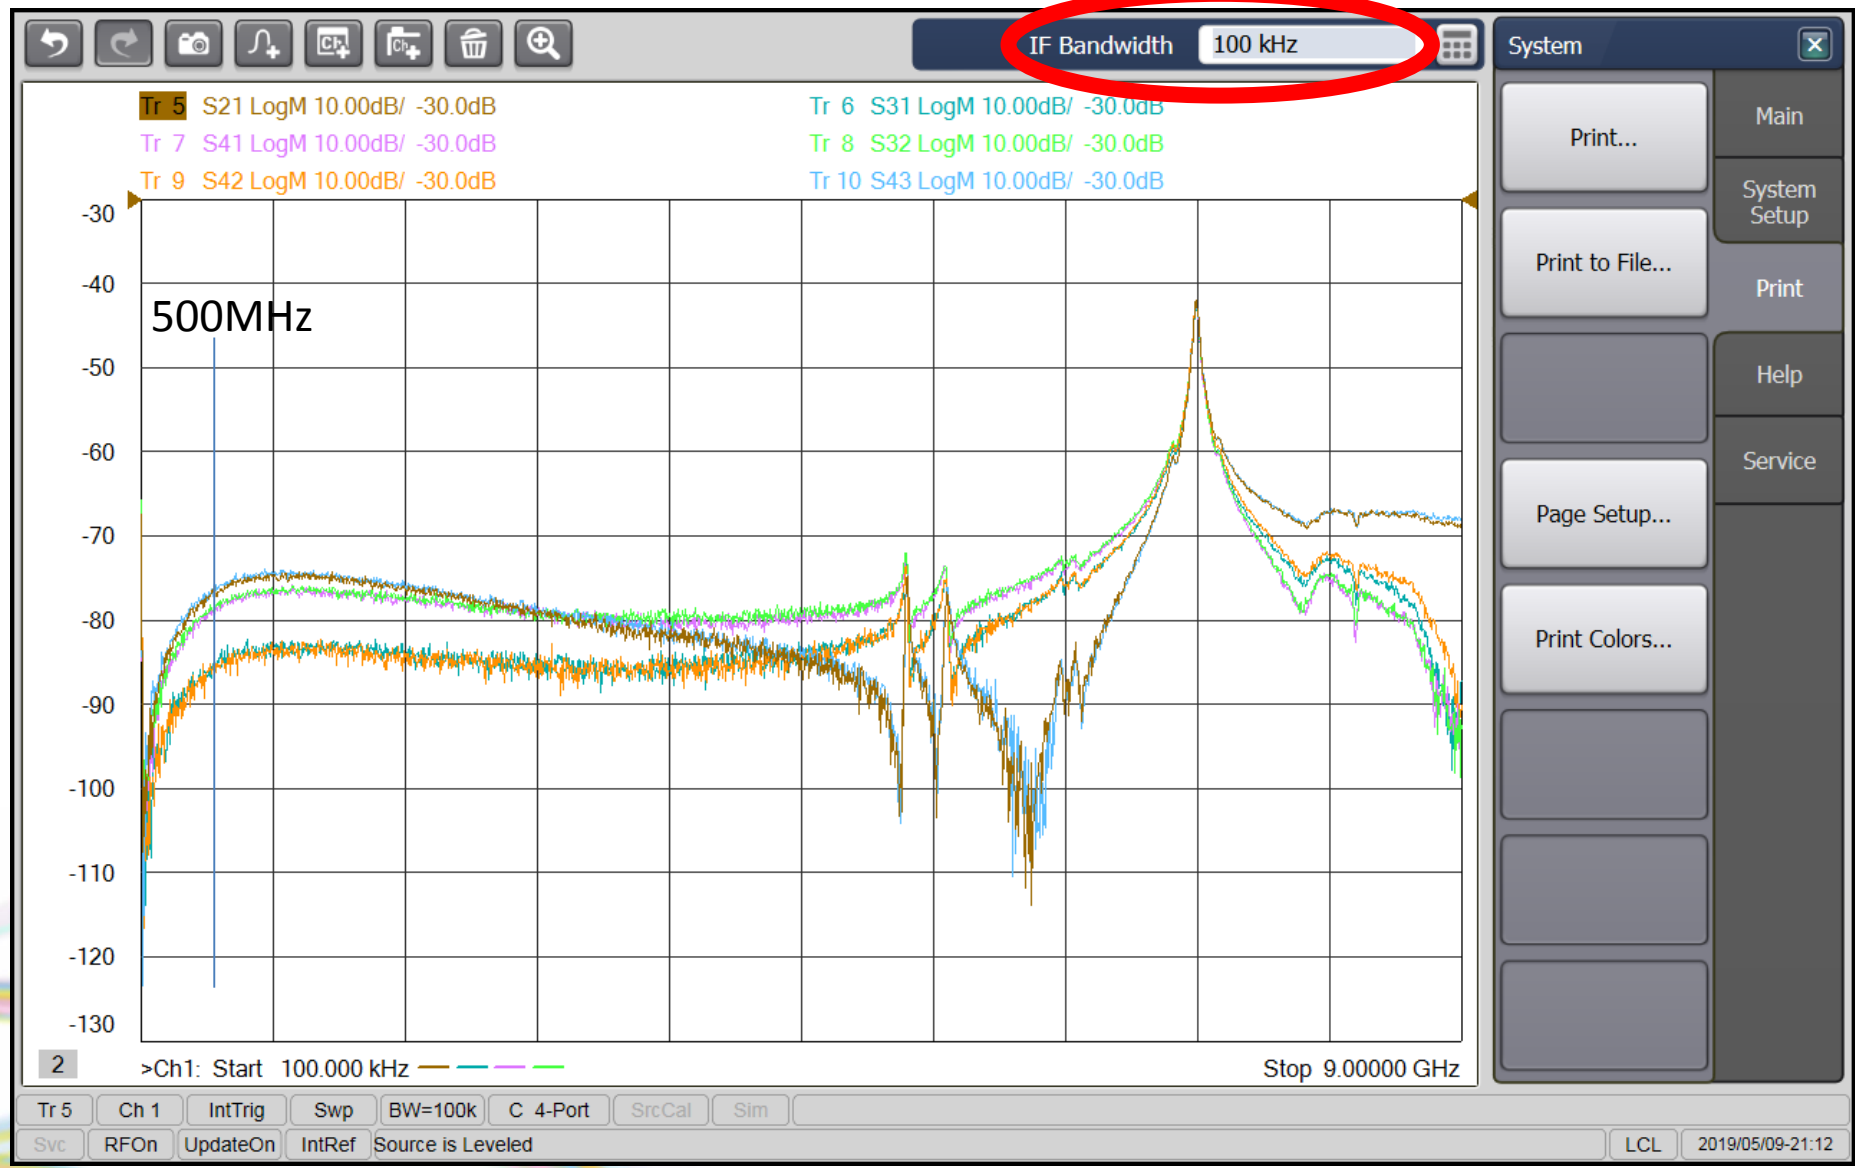 IF Bandwidth 100 kHz
System
Tr 5 S21 LogM 10.00dB/ -30.0dB
Tr 6 S31 LogM 10.00dB/ -30.0dB
Tr 7 S41 LogM 10.00dB/ -30.0dB
Tr 8 S32 LogM 10.00dB/ -30.0dB
Tr 9 S42 LogM 10.00dB/ -30.0dB
Tr 10 S43 LogM 10.00dB/ -30.0dB
-30
-40
-50
-60
-70
-80
-90
-100
-110
-120
-130
500MHz
2
>Ch1: Start 100.000 kHz
Stop 9.00000 GHz
Print...
Print to File...
Page Setup...
Print Colors...
Main
System
Setup
Print
Help
Service
Tr 5 Ch 1 IntTrig Swp BW=100k C 4-Port SrcCal Sim
Svc RFOn UpdateOn IntRef Source is Leveled LCL 2019/05/09-21:12